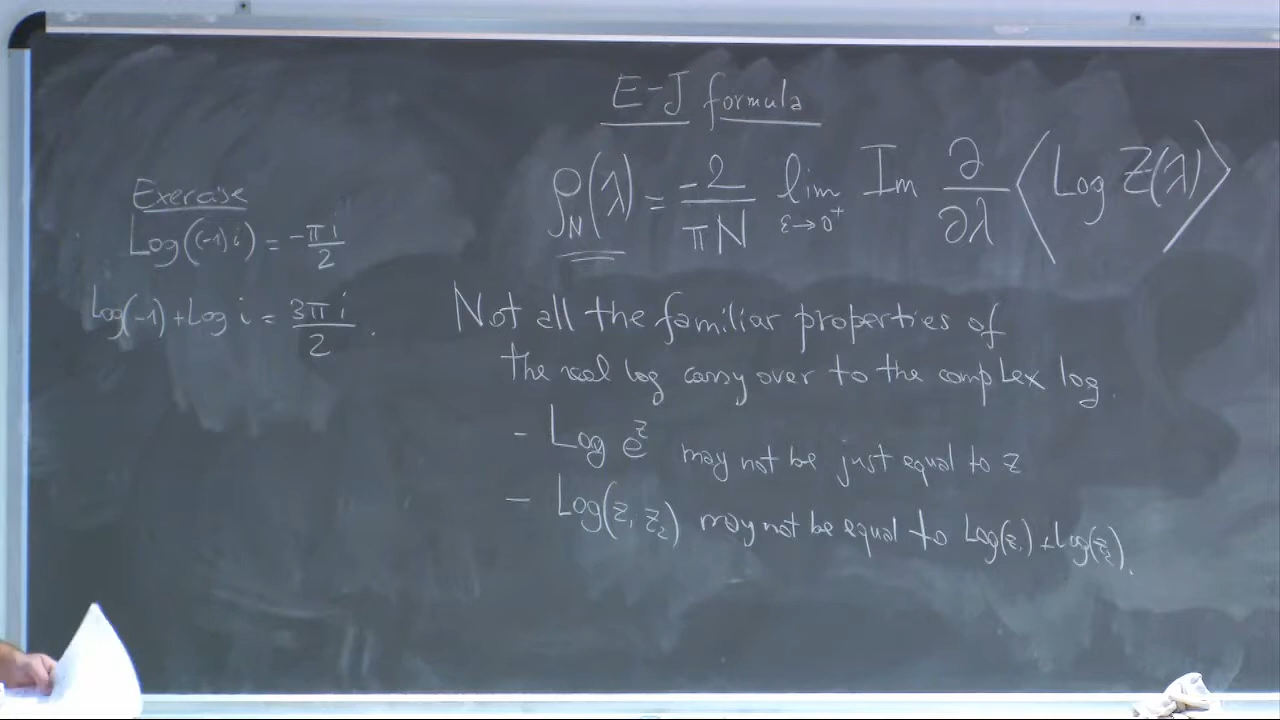 E-J formula
ρ_N(λ) = -2/πN lim_{ε→0⁺} Im ∂/∂λ ⟨Log Z(λ)⟩
Exercise
Log((-1)i) = -πi/2
Log(-1)+Log i = 3πi/2.
Not all the familiar properties of
the real log carry over to the complex log.
- Log e^z may not be just equal to z
- Log(z₁ z₂) may not be equal to Log(z₁)+Log(z₂).